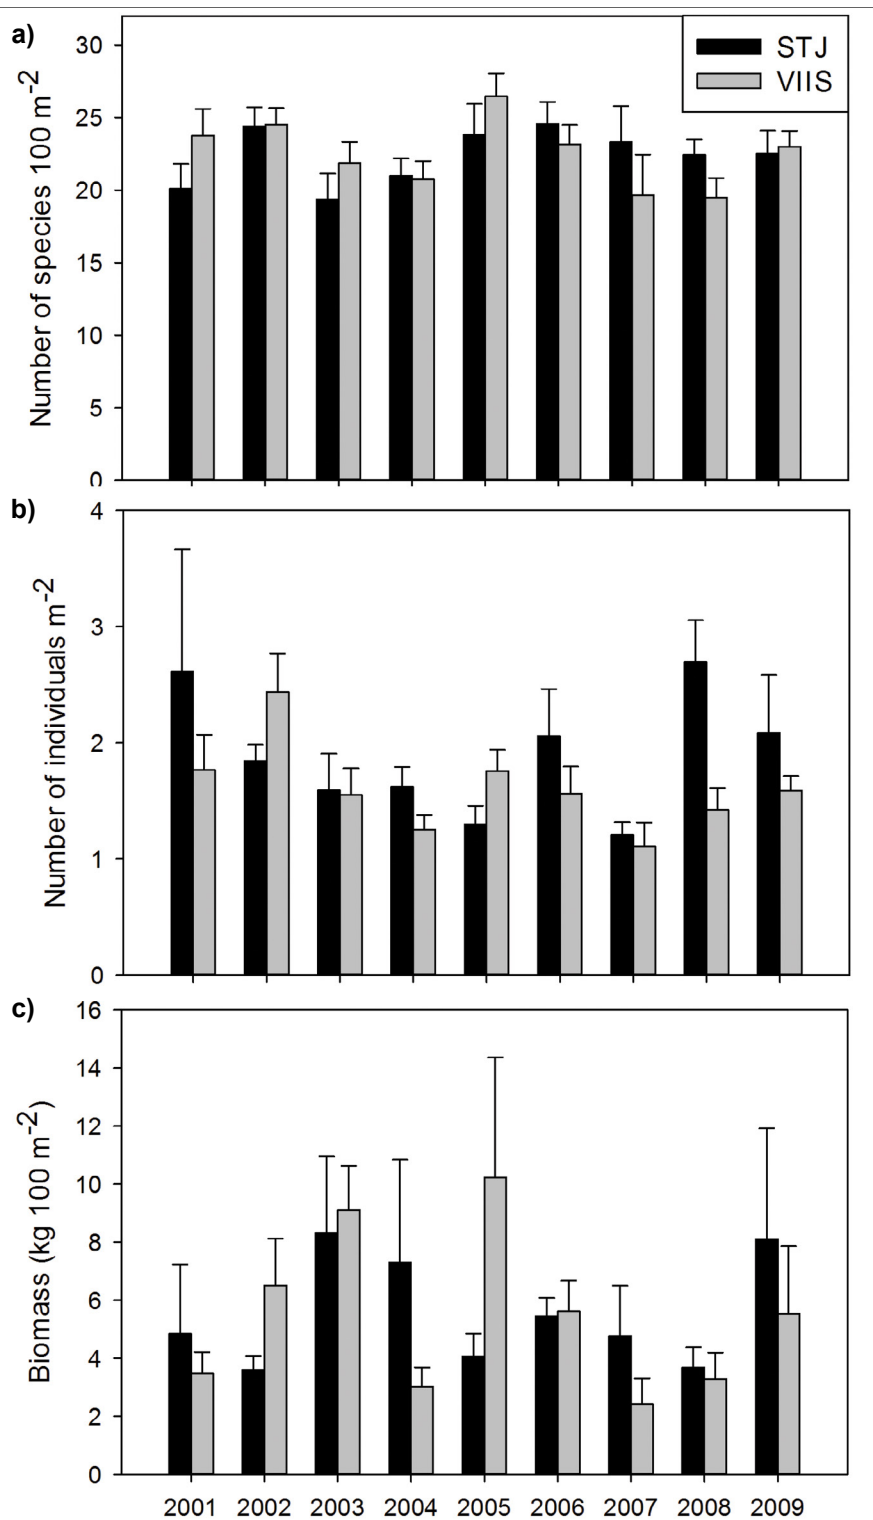 a)
Number of species 100 m-2
30
25
20
15
10
5
0
STJ
VIIS
b)
Number of individuals m-2
4
3
2
1
0
c)
Biomass (kg 100 m-2)
16
14
12
10
8
6
4
2
0
2001 2002 2003 2004 2005 2006 2007 2008 2009